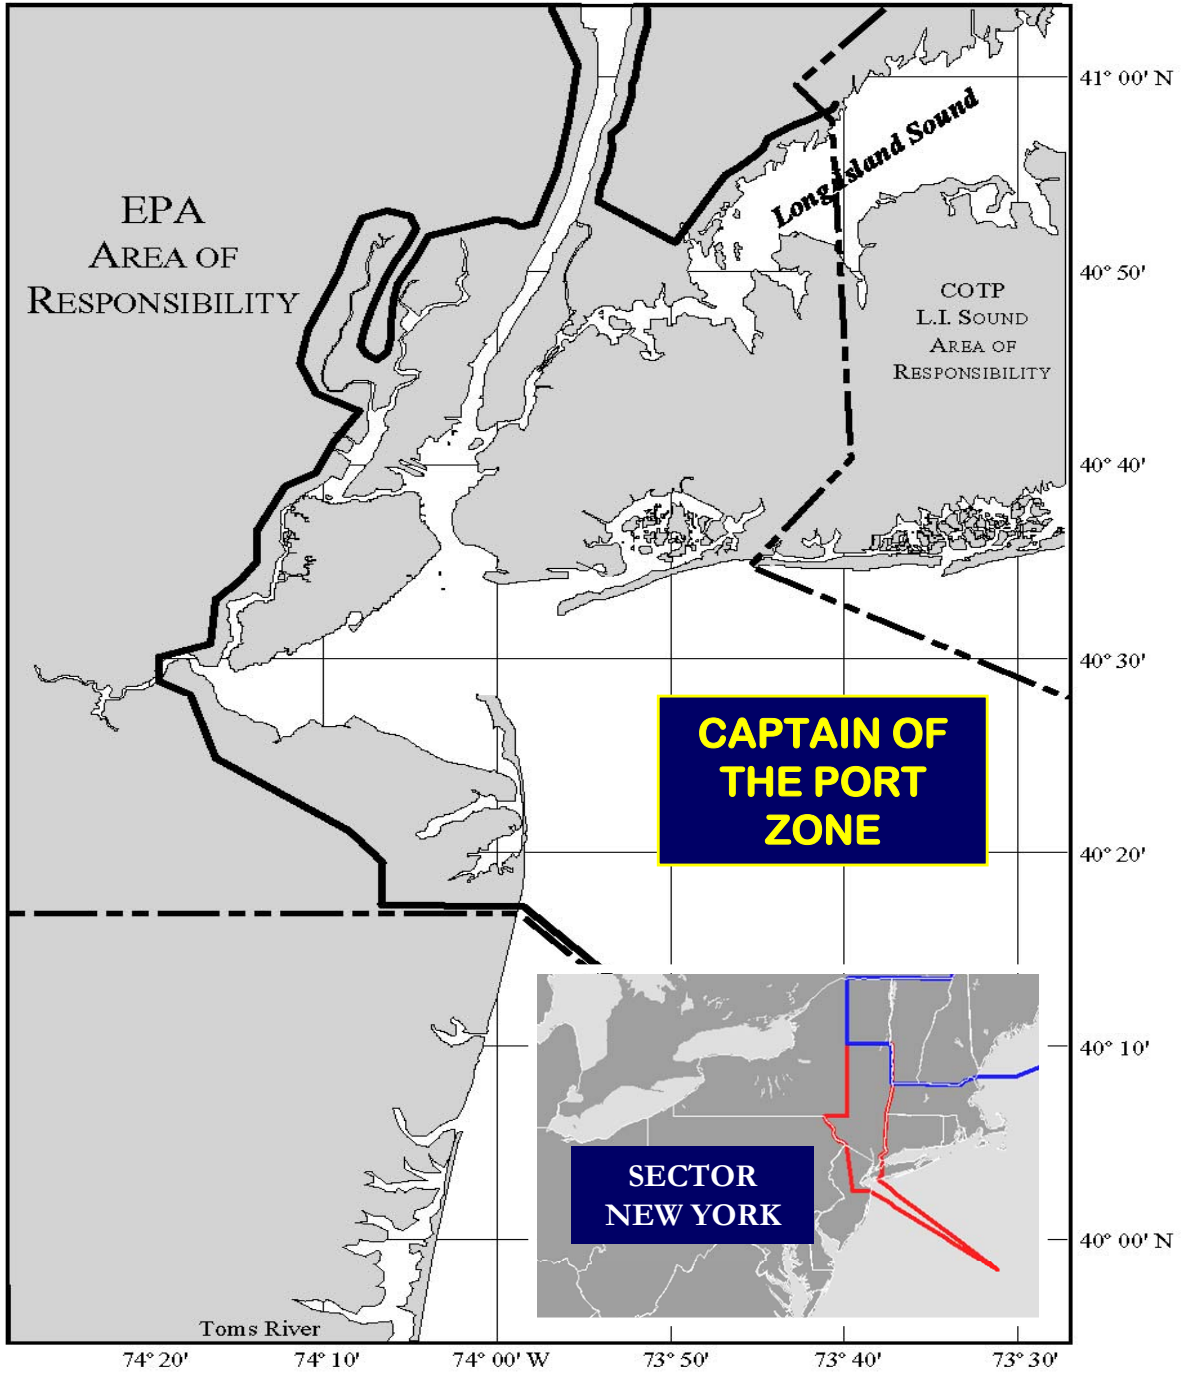 41° 00' N
Long Island Sound
EPA
AREA OF
RESPONSIBILITY
40° 50'
COTP
L.I. SOUND
AREA OF
RESPONSIBILITY
40° 40'
40° 30'
CAPTAIN OF
THE PORT
ZONE
40° 20'
40° 10'
SECTOR
NEW YORK
40° 00' N
Toms River
74° 20'
74° 10'
74° 00' W
73° 50'
73° 40'
73° 30'